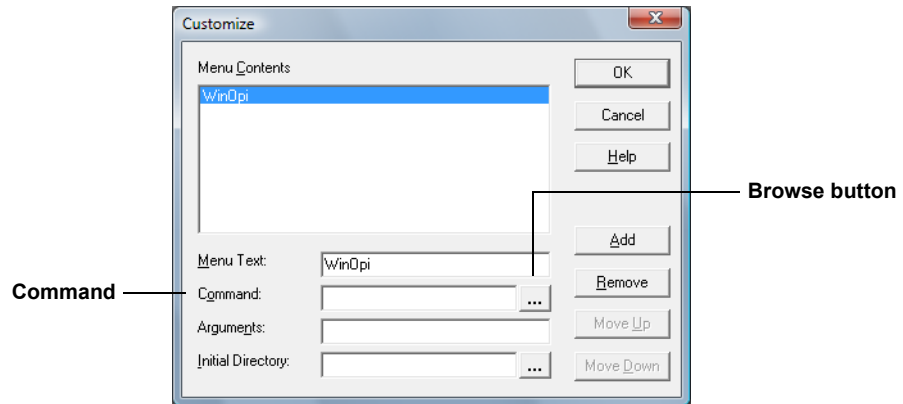 Customize
Menu Contents
WinOpi
OK
Cancel
Help
Browse button
Add
Menu Text:
WinOpi
Remove
Command
Command:
...
Arguments:
Move Up
Initial Directory:
...
Move Down